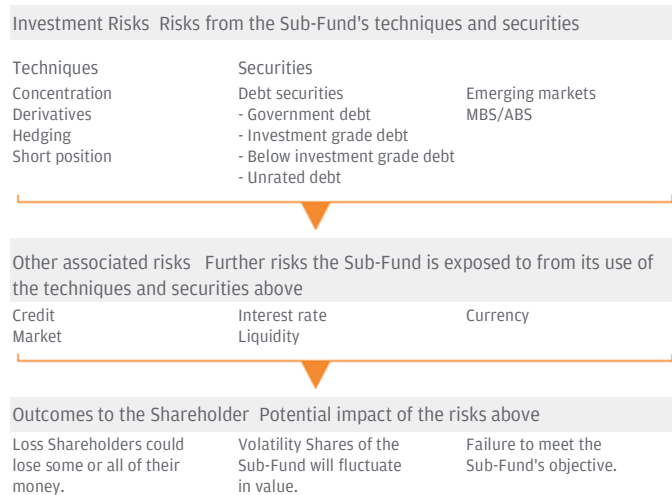 Investment Risks Risks from the Sub-Fund's techniques and securities
Techniques
Concentration
Derivatives
Hedging
Short position
Securities
Debt securities
- Government debt
- Investment grade debt
- Below investment grade debt
- Unrated debt
Emerging markets
MBS/ABS
Other associated risks Further risks the Sub-Fund is exposed to from its use of
the techniques and securities above
Credit
Market
Interest rate
Liquidity
Currency
Outcomes to the Shareholder Potential impact of the risks above
Loss Shareholders could
lose some or all of their
money.
Volatility Shares of the
Sub-Fund will fluctuate
in value.
Failure to meet the
Sub-Fund's objective.